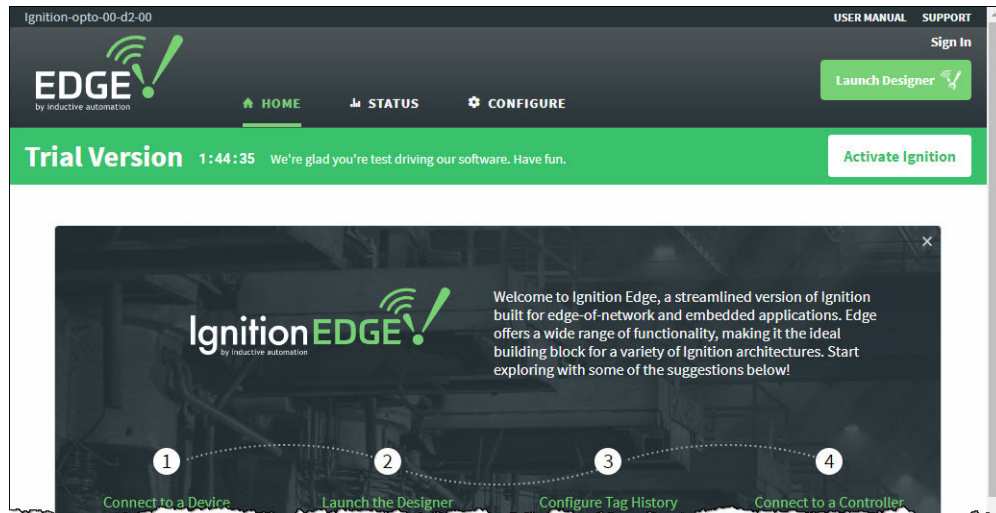 Ignition-opto-00-d2-00
USER MANUAL SUPPORT
Sign In
EDGE!
by inductive automation
HOME STATUS CONFIGURE
Launch Designer
Trial Version 1:44:35 We're glad you're test driving our software. Have fun.
Activate Ignition
×
Ignition EDGE!
by inductive automation
Welcome to Ignition Edge, a streamlined version of Ignition
built for edge-of-network and embedded applications. Edge
offers a wide range of functionality, making it the ideal
building block for a variety of Ignition architectures. Start
exploring with some of the suggestions below!
1 2 3 4
Connect to a Device Launch the Designer Configure Tag History Connect to a Controller